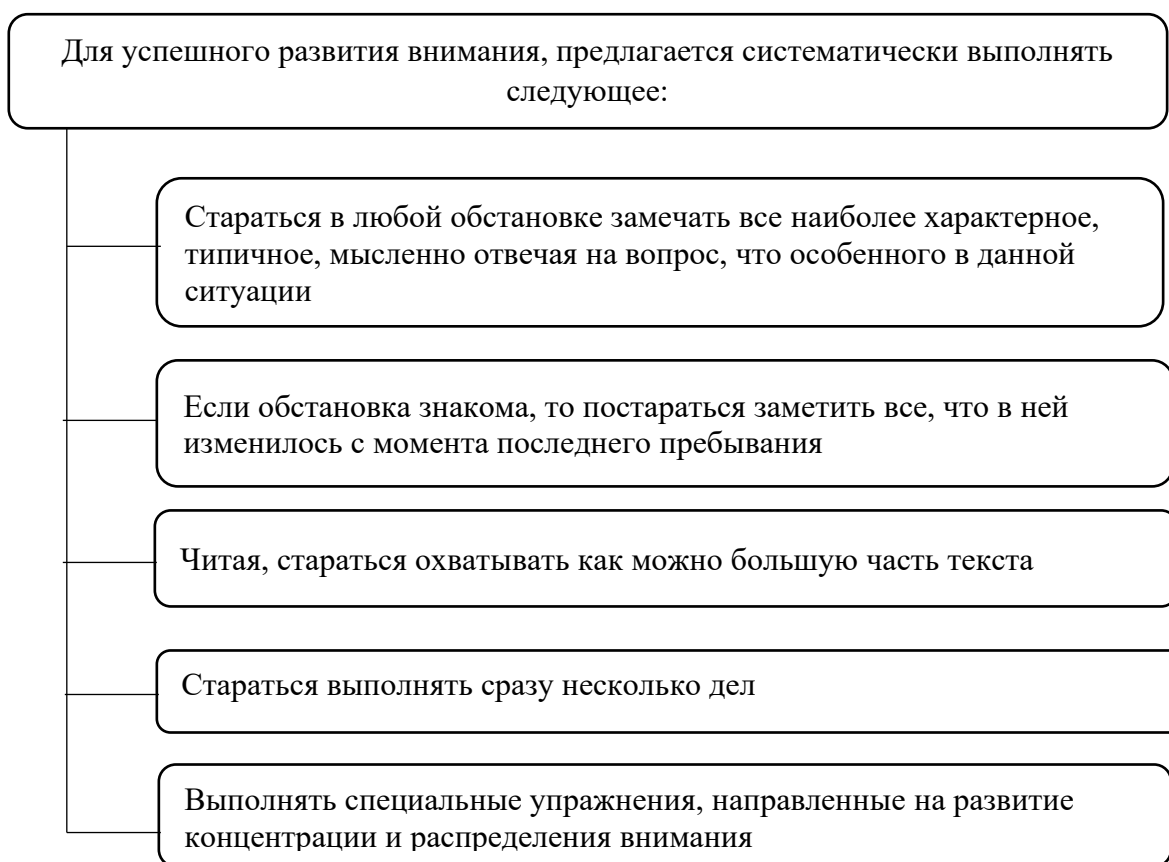 Для успешного развития внимания, предлагается систематически выполнять
следующее:
Стараться в любой обстановке замечать все наиболее характерное,
типичное, мысленно отвечая на вопрос, что особенного в данной
ситуации
Если обстановка знакома, то постараться заметить все, что в ней
изменилось с момента последнего пребывания
Читая, стараться охватывать как можно большую часть текста
Стараться выполнять сразу несколько дел
Выполнять специальные упражнения, направленные на развитие
концентрации и распределения внимания